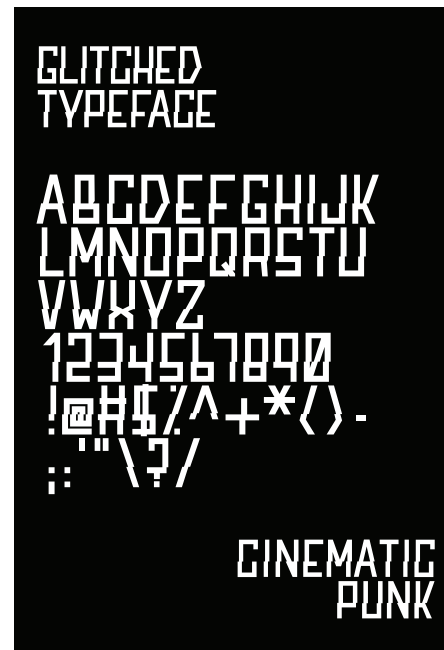 GLITCHED
TYPEFACE
ABCDEFGHIJK
LMNOPQRSTU
VWXYZ
1234567890
!@#$%^+*()-
;:'"\?/
CINEMATIC
PUNK